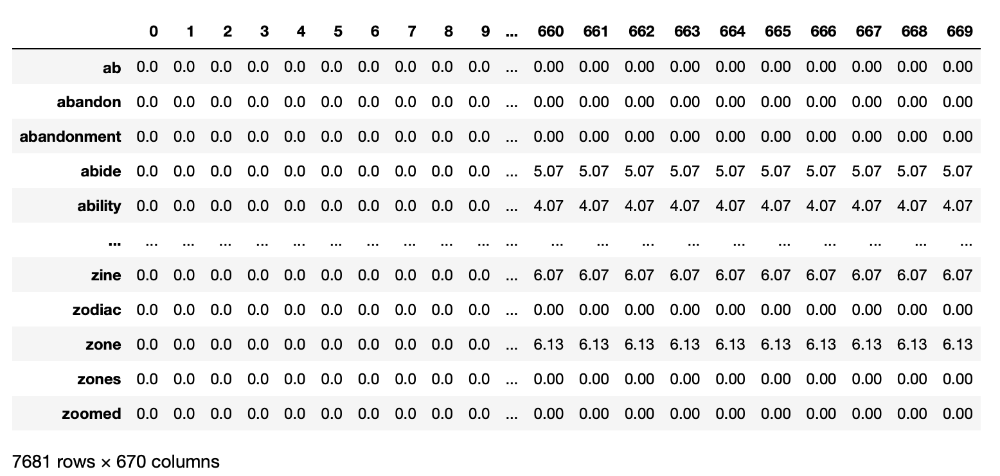 0 1 2 3 4 5 6 7 8 9 ... 660 661 662 663 664 665 666 667 668 669
ab 0.0 0.0 0.0 0.0 0.0 0.0 0.0 0.0 0.0 0.0 ... 0.00 0.00 0.00 0.00 0.00 0.00 0.00 0.00 0.00 0.00
abandon 0.0 0.0 0.0 0.0 0.0 0.0 0.0 0.0 0.0 0.0 ... 0.00 0.00 0.00 0.00 0.00 0.00 0.00 0.00 0.00 0.00
abandonment 0.0 0.0 0.0 0.0 0.0 0.0 0.0 0.0 0.0 0.0 ... 0.00 0.00 0.00 0.00 0.00 0.00 0.00 0.00 0.00 0.00
abide 0.0 0.0 0.0 0.0 0.0 0.0 0.0 0.0 0.0 0.0 ... 5.07 5.07 5.07 5.07 5.07 5.07 5.07 5.07 5.07 5.07
ability 0.0 0.0 0.0 0.0 0.0 0.0 0.0 0.0 0.0 0.0 ... 4.07 4.07 4.07 4.07 4.07 4.07 4.07 4.07 4.07 4.07
... ... ... ... ... ... ... ... ... ... ... ... ... ... ... ... ... ... ... ... ... ...
zine 0.0 0.0 0.0 0.0 0.0 0.0 0.0 0.0 0.0 0.0 ... 6.07 6.07 6.07 6.07 6.07 6.07 6.07 6.07 6.07 6.07
zodiac 0.0 0.0 0.0 0.0 0.0 0.0 0.0 0.0 0.0 0.0 ... 0.00 0.00 0.00 0.00 0.00 0.00 0.00 0.00 0.00 0.00
zone 0.0 0.0 0.0 0.0 0.0 0.0 0.0 0.0 0.0 0.0 ... 6.13 6.13 6.13 6.13 6.13 6.13 6.13 6.13 6.13 6.13
zones 0.0 0.0 0.0 0.0 0.0 0.0 0.0 0.0 0.0 0.0 ... 0.00 0.00 0.00 0.00 0.00 0.00 0.00 0.00 0.00 0.00
zoomed 0.0 0.0 0.0 0.0 0.0 0.0 0.0 0.0 0.0 0.0 ... 0.00 0.00 0.00 0.00 0.00 0.00 0.00 0.00 0.00 0.00
7681 rows × 670 columns